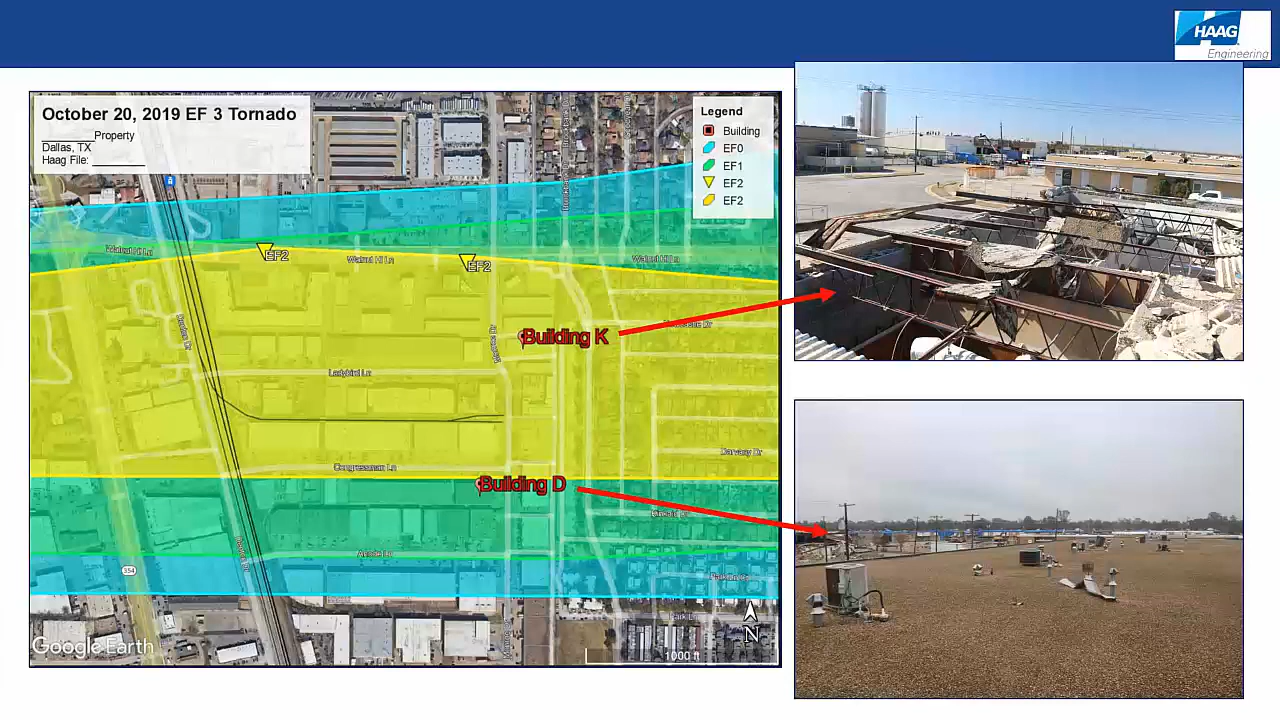 HAAG
Engineering
October 20, 2019 EF 3 Tornado
Property
Dallas, TX
Haag File:
Legend
Building
EF0
EF1
EF2
EF2
Walnut Hill Ln
EF2
Walnut Hill Ln
EF2
Walnut Hill Ln
Building K
Ladybird Ln
Congressman Ln
Building D
354
Google Earth
N
1000 ft